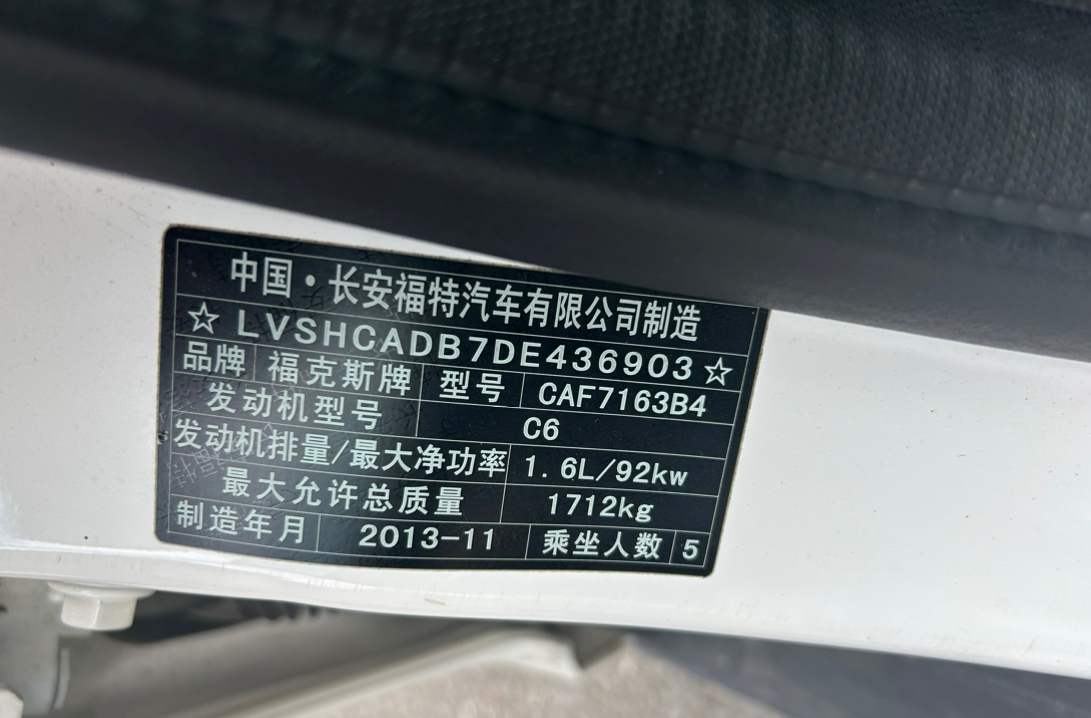 中国·长安福特汽车有限公司制造
☆LVSHCADB7DE436903☆
品牌 福克斯牌 型号 CAF7163B4
发动机型号 C6
发动机排量/最大净功率 1.6L/92kw
最大允许总质量 1712kg
制造年月 2013-11 乘坐人数 5